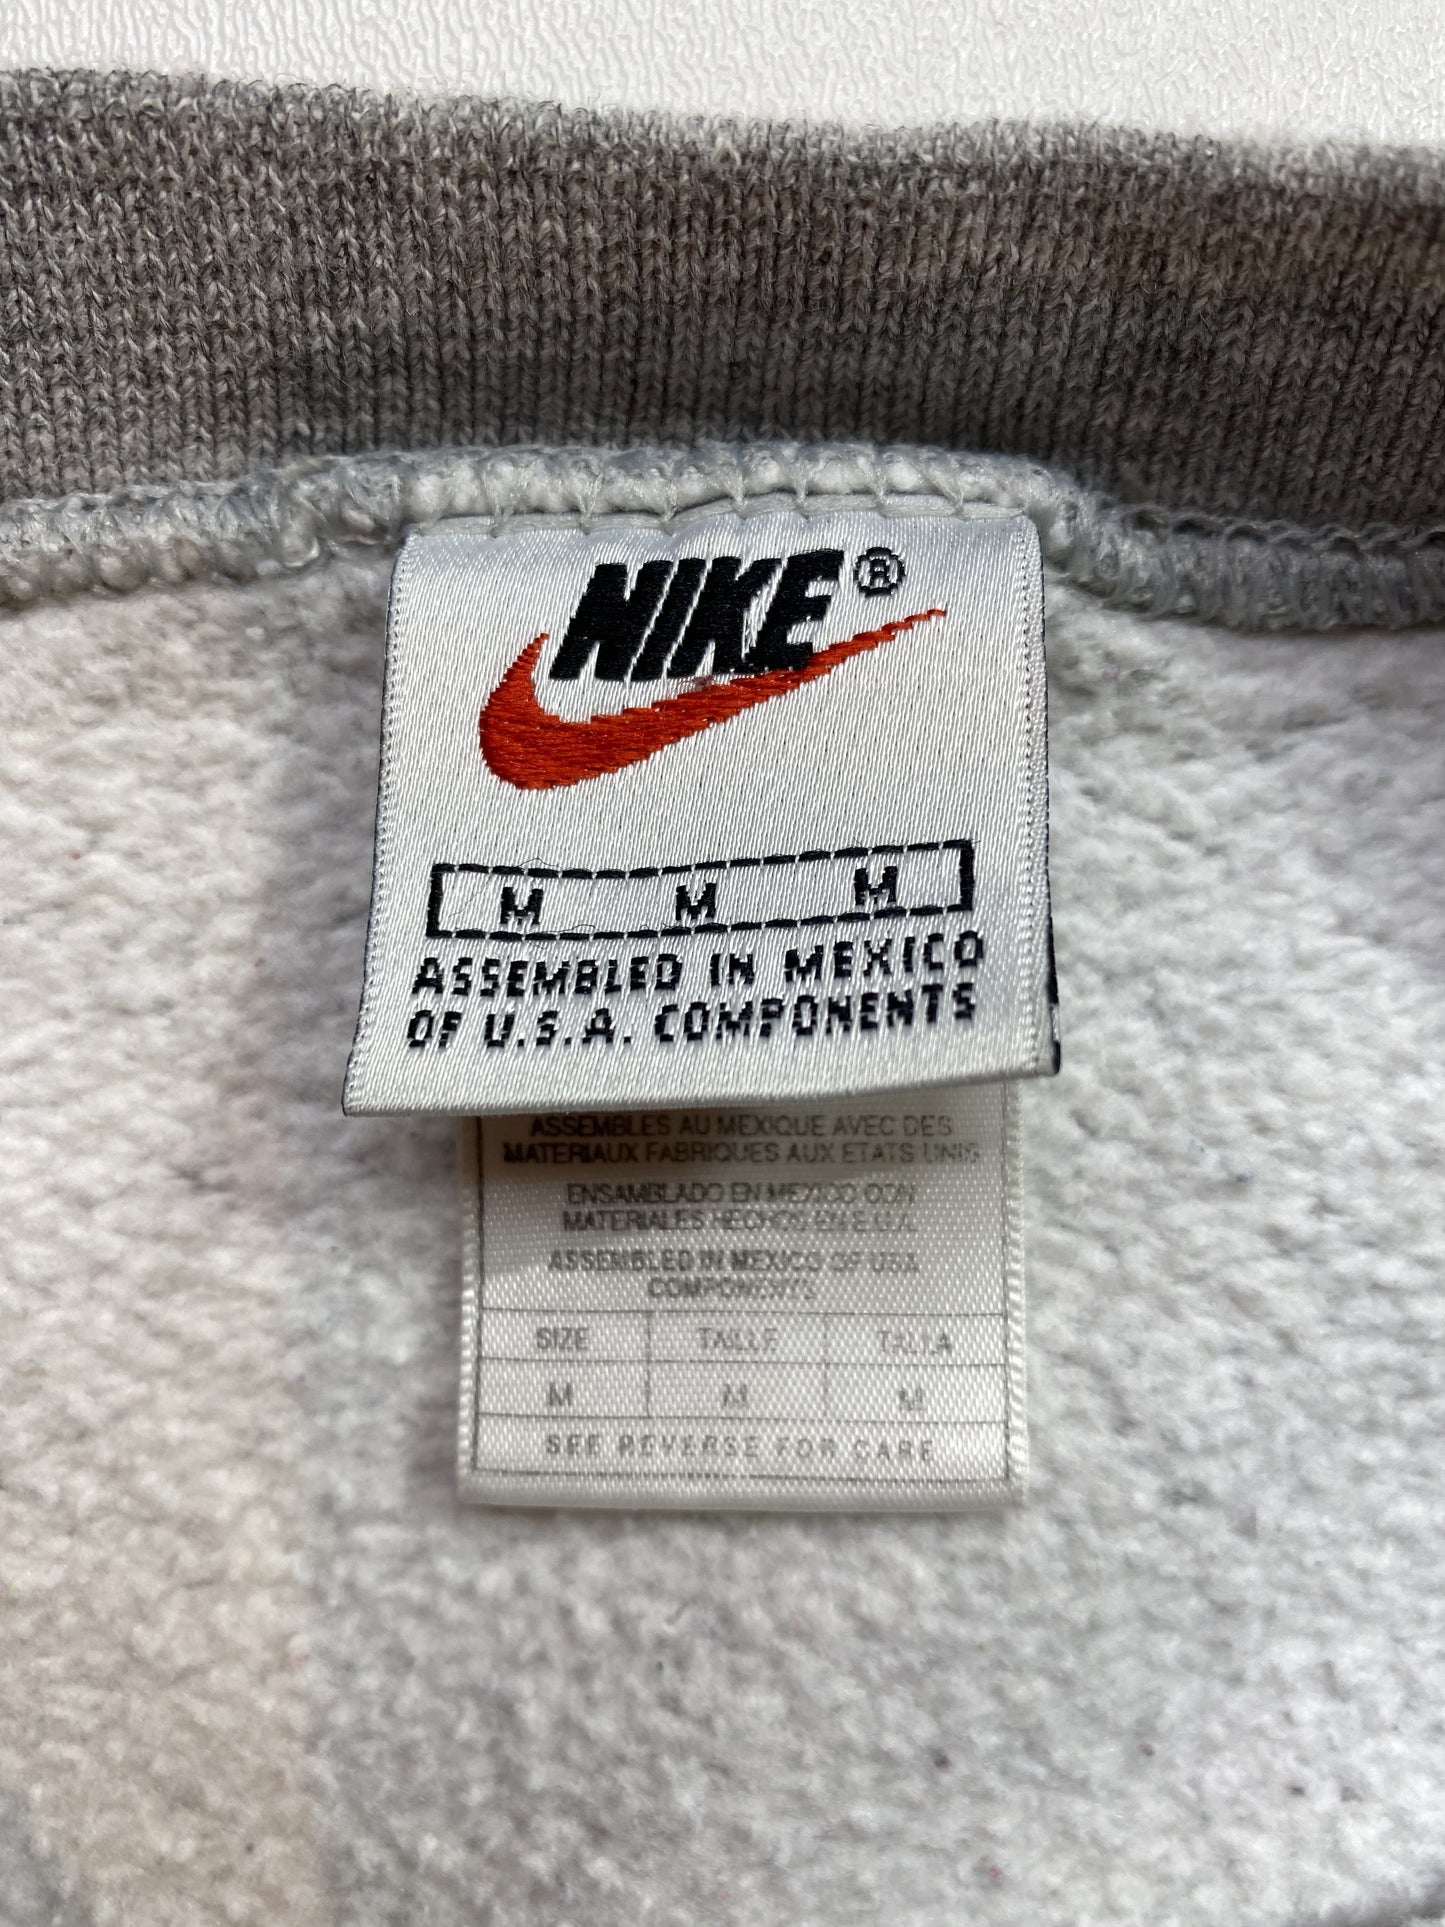 NIKE®
M M M
ASSEMBLED IN MEXICO
OF U.S.A. COMPONENTS
ASSEMBLES AU MEXIQUE AVEC DES
MATERIAUX FABRIQUES AUX ETATS UNIS
ENSAMBLADO EN MEXICO CON
MATERIALES HECHOS EN E.U.A.
ASSEMBLED IN MEXICO OF USA
COMPONENTS
SIZE TAILLE TALLA
M M M
SEE REVERSE FOR CARE